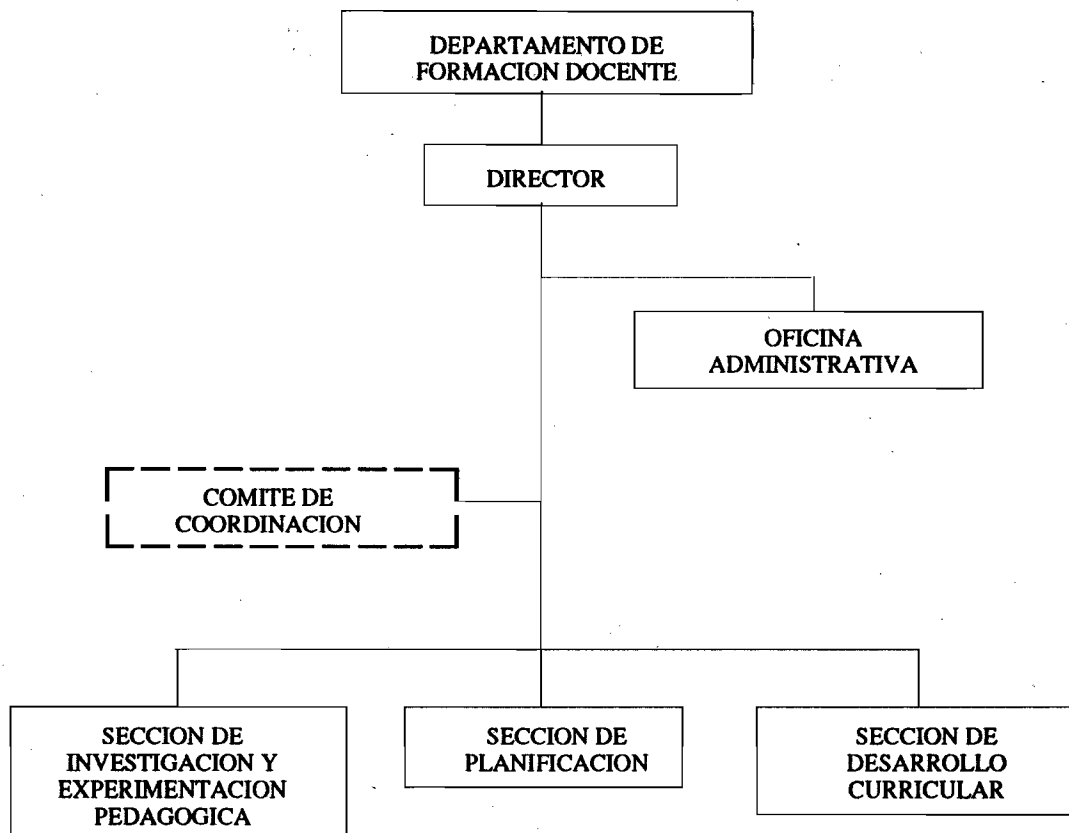 DEPARTAMENTO DE
FORMACION DOCENTE
DIRECTOR
OFICINA
ADMINISTRATIVA
COMITE DE
COORDINACION
SECCION DE
INVESTIGACION Y
EXPERIMENTACION
PEDAGOGICA
SECCION DE
PLANIFICACION
SECCION DE
DESARROLLO
CURRICULAR